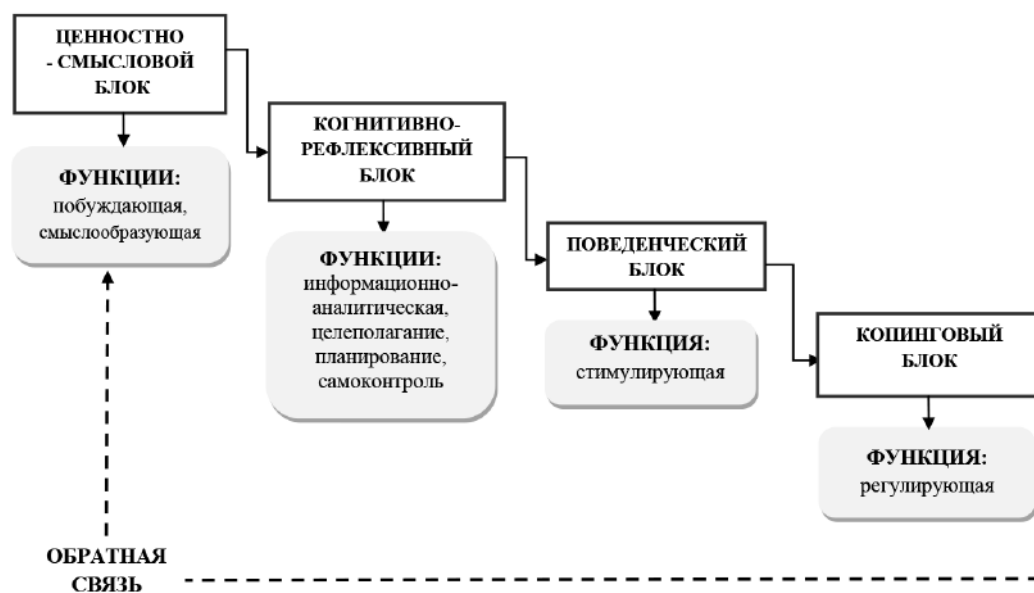 ЦЕННОСТНО
- СМЫСЛОВОЙ
БЛОК
ФУНКЦИИ:
побуждающая,
смыслообразующая
КОГНИТИВНО-
РЕФЛЕКСИВНЫЙ
БЛОК
ФУНКЦИИ:
информационно-
аналитическая,
целеполагание,
планирование,
самоконтроль
ПОВЕДЕНЧЕСКИЙ
БЛОК
ФУНКЦИЯ:
стимулирующая
КОПИНГОВЫЙ
БЛОК
ФУНКЦИЯ:
регулирующая
ОБРАТНАЯ
СВЯЗЬ